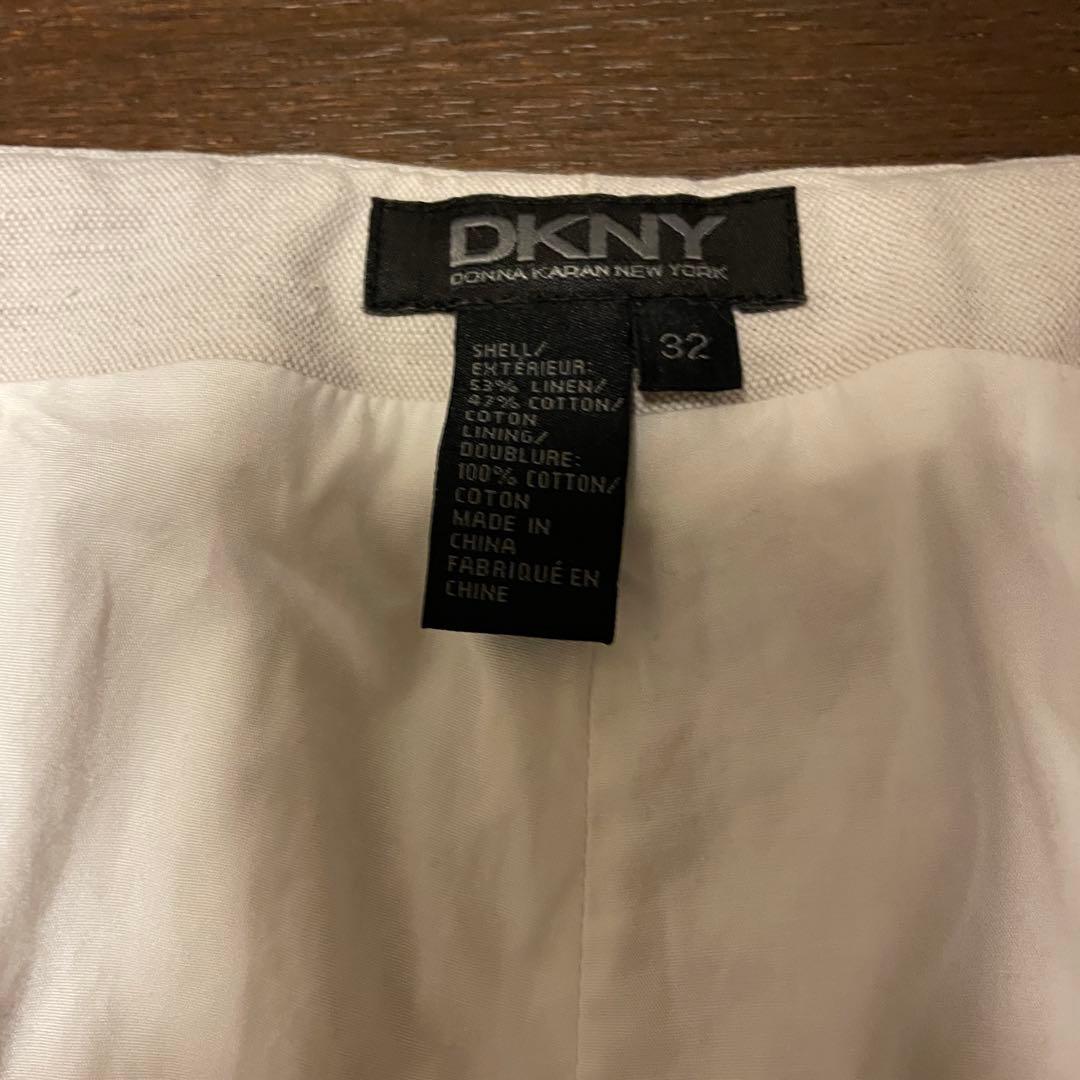 DKNY
DONNA KARAN NEW YORK
32
SHELL/
EXTÉRIEUR:
53% LINEN/
47% COTTON/
COTON
LINING/
DOUBLURE:
100% COTTON/
COTON
MADE IN
CHINA
FABRIQUÉ EN
CHINE